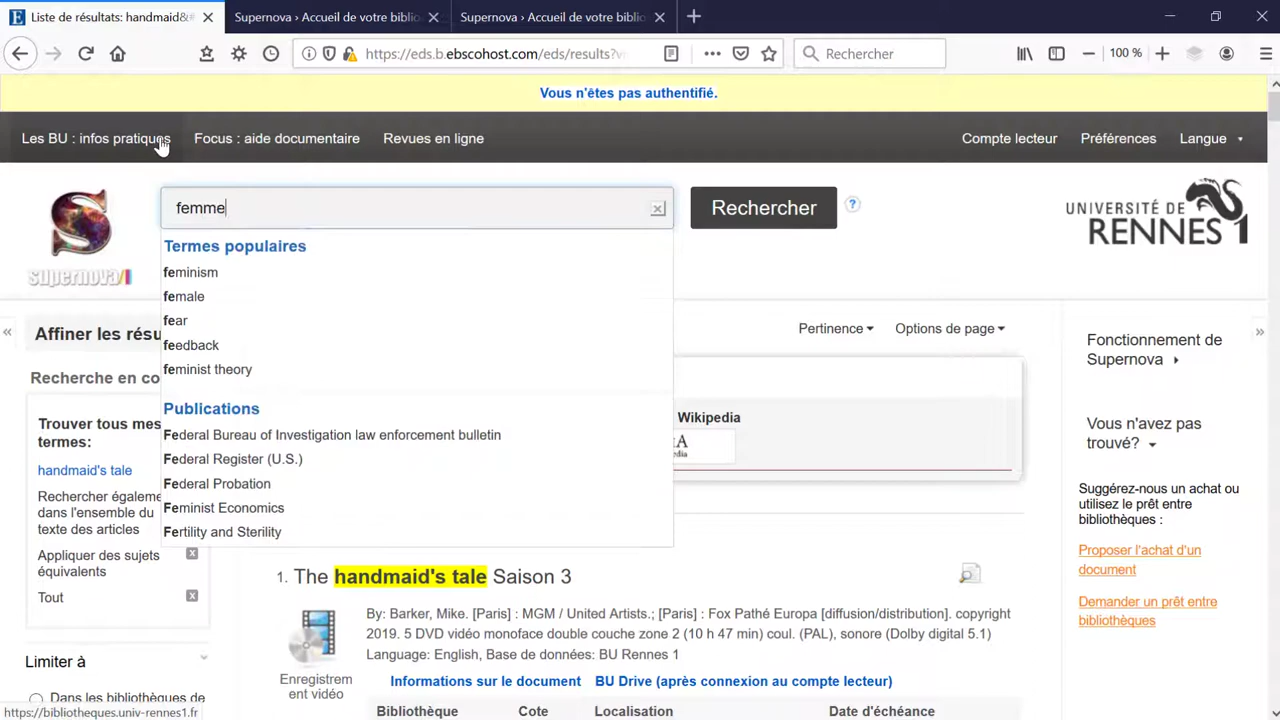 Liste de résultats: handmaid&#
Supernova › Accueil de votre biblio
Supernova › Accueil de votre biblio
https://eds.b.ebscohost.com/eds/results?v
Rechercher
100 %
Vous n'êtes pas authentifié.
Les BU : infos pratiques
Focus : aide documentaire
Revues en ligne
Compte lecteur
Préférences
Langue
supernova
femme
Rechercher
UNIVERSITÉ DE
RENNES 1
Termes populaires
feminism
female
fear
feedback
feminist theory
Publications
Federal Bureau of Investigation law enforcement bulletin
Federal Register (U.S.)
Federal Probation
Feminist Economics
Fertility and Sterility
Affiner les résu
Recherche en co
Trouver tous mes
termes:
handmaid's tale
Rechercher égaleme
dans l'ensemble du
texte des articles
Appliquer des sujets
équivalents
Tout
Limiter à
Dans les bibliothèques de
https://bibliotheques.univ-rennes1.fr
Pertinence
Options de page
Wikipedia
1. The handmaid's tale Saison 3
By: Barker, Mike. [Paris] : MGM / United Artists.; [Paris] : Fox Pathé Europa [diffusion/distribution]. copyright
2019. 5 DVD vidéo monoface double couche zone 2 (10 h 47 min) coul. (PAL), sonore (Dolby digital 5.1)
Language: English, Base de données: BU Rennes 1
Enregistrem
ent vidéo
Informations sur le document
BU Drive (après connexion au compte lecteur)
Bibliothèque
Cote
Localisation
Date d'échéance
Fonctionnement de
Supernova
Vous n'avez pas
trouvé?
Suggérez-nous un achat ou
utilisez le prêt entre
bibliothèques :
Proposer l'achat d'un
document
Demander un prêt entre
bibliothèques